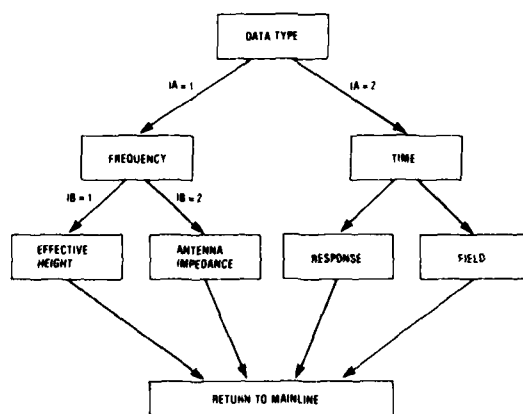 DATA TYPE
IA = 1
IA = 2
FREQUENCY
TIME
IB = 1
IB = 2
EFFECTIVE
HEIGHT
ANTENNA
IMPEDANCE
RESPONSE
FIELD
RETURN TO MAINLINE